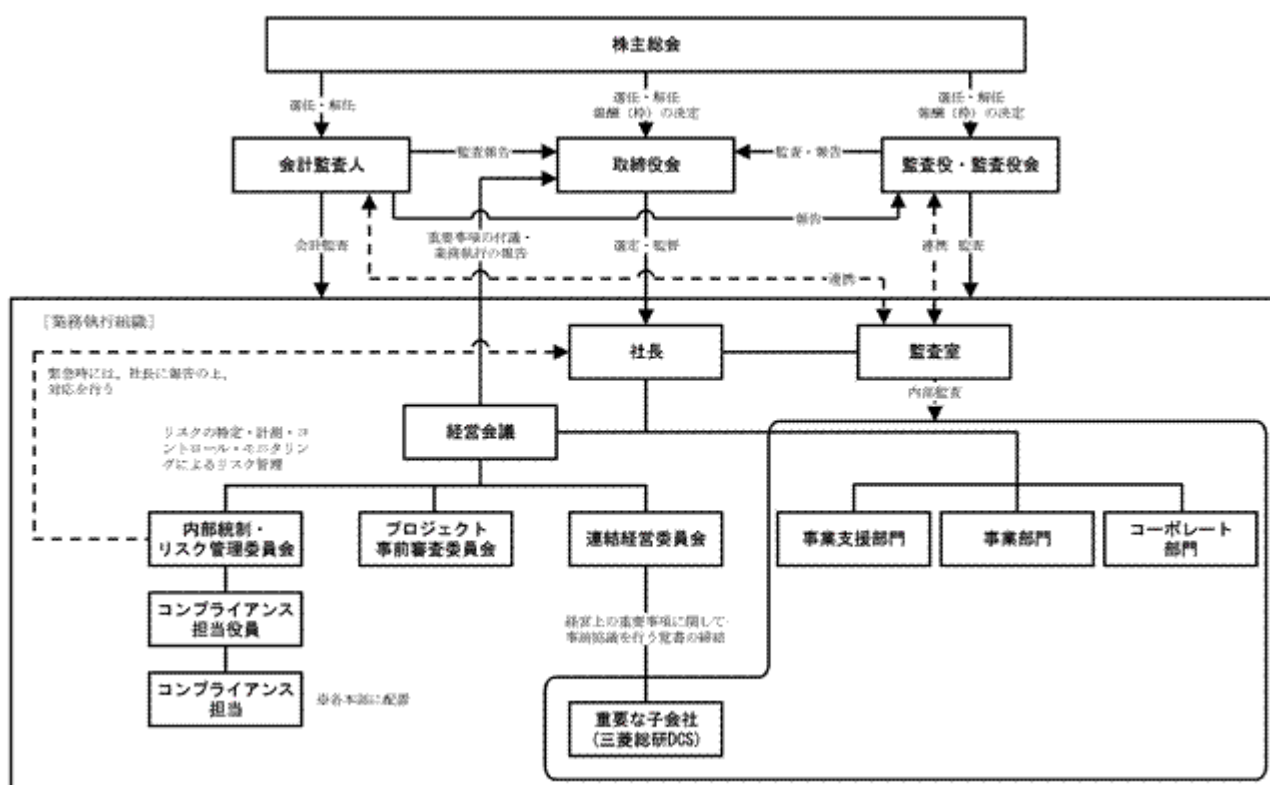 株主総会
選任・解任
選任・解任
報酬（枠）の決定
選任・解任
報酬（枠）の決定
会計監査人
監査報告
取締役会
監査・報告
監査役・監査役会
報告
会計監査
重要事項の付議・
業務執行の報告
選定・監督
連携
監査
連携
［業務執行組織］
社長
監査室
緊急時には、社長に報告の上、
対応を行う
内部監査
経営会議
リスクの特定・計測・コ
ントロール・モニタリン
グによるリスク管理
内部統制・
リスク管理委員会
プロジェクト
事前審査委員会
連結経営委員会
事業支援部門
事業部門
コーポレート
部門
コンプライアンス
担当役員
経営上の重要事項に関して
事前協議を行う覚書の締結
コンプライアンス
担当
※各本部に配置
重要な子会社
(三菱総研DCS)